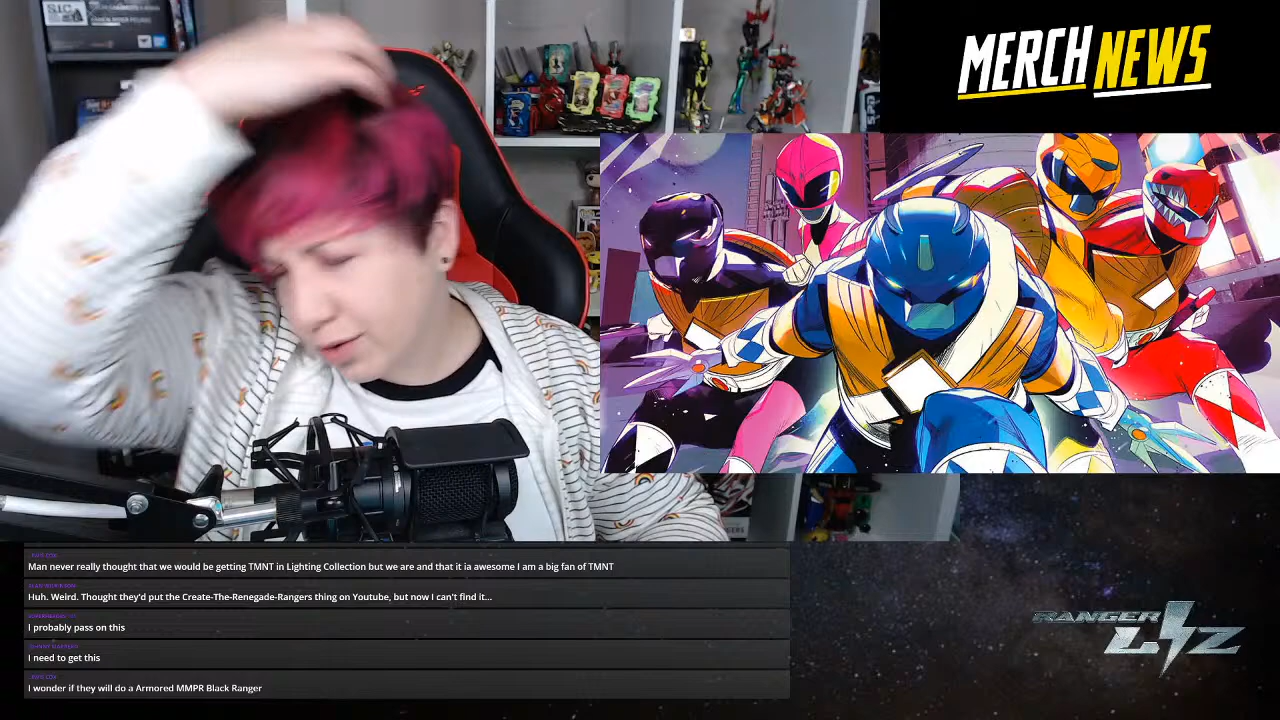 S.I.C.
MERCH NEWS
S.P.D
Man never really thought that we would be getting TMNT in Lighting Collection but we are and that it ia awesome I am a big fan of TMNT
Huh. Weird. Thought they'd put the Create-The-Renegade-Rangers thing on Youtube, but now I can't find it...
I probably pass on this
I need to get this
I wonder if they will do a Armored MMPR Black Ranger
RANGER
LIZ